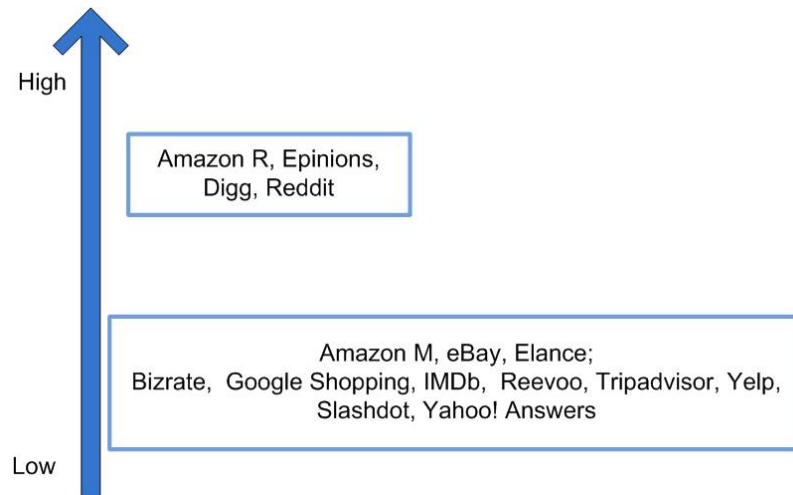 High
Amazon R, Epinions,
Digg, Reddit
Amazon M, eBay, Elance;
Bizrate, Google Shopping, IMDb, Reevoo, Tripadvisor, Yelp,
Slashdot, Yahoo! Answers
Low